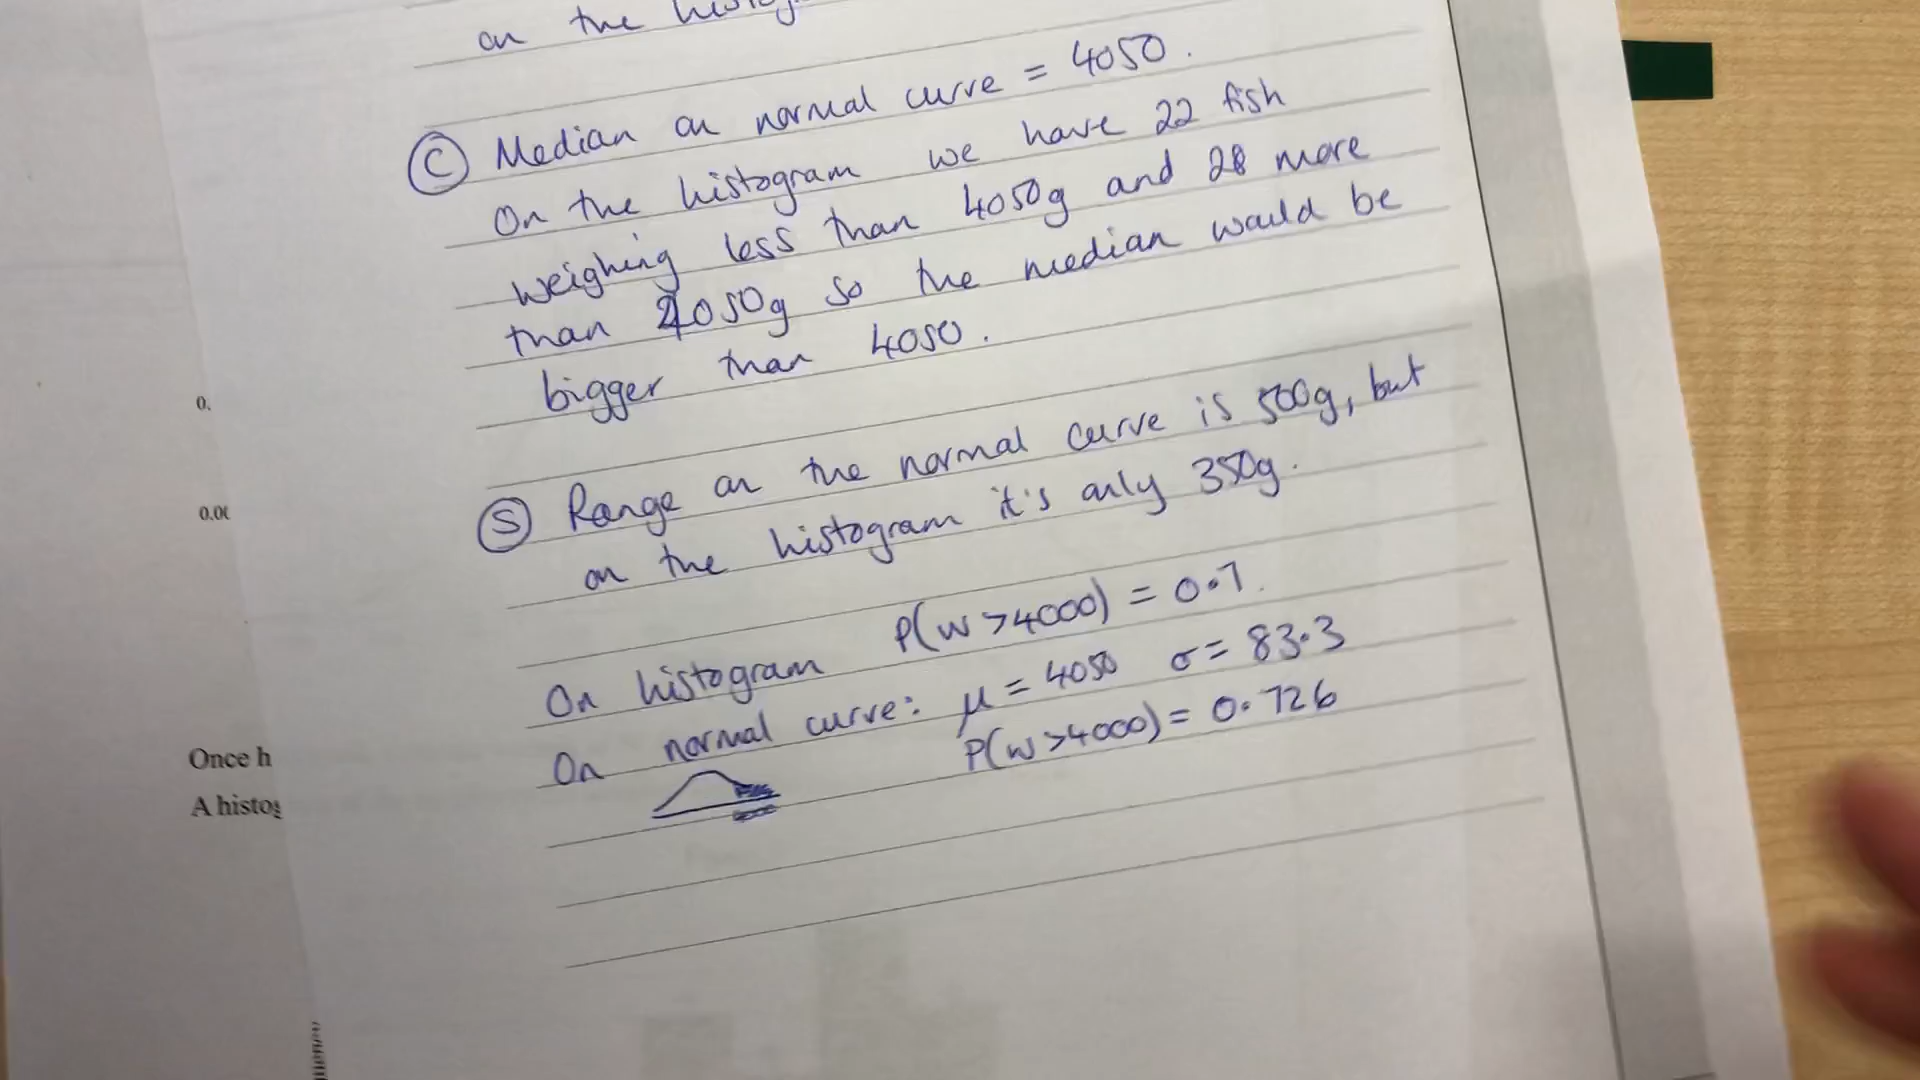 on the
Ⓒ Median on normal curve = 4050.
On the histogram we have 22 fish
weighing less than 4050g and 28 more
than 4050g so the median would be
bigger than 4050.
Ⓢ Range on the normal curve is 500g, but
on the histogram it's only 350g.
On histogram P(W>4000) = 0.7.
On normal curve: μ = 4050 σ = 83.3
P(W>4000) = 0.726
0.
0.00
Once h
A histog